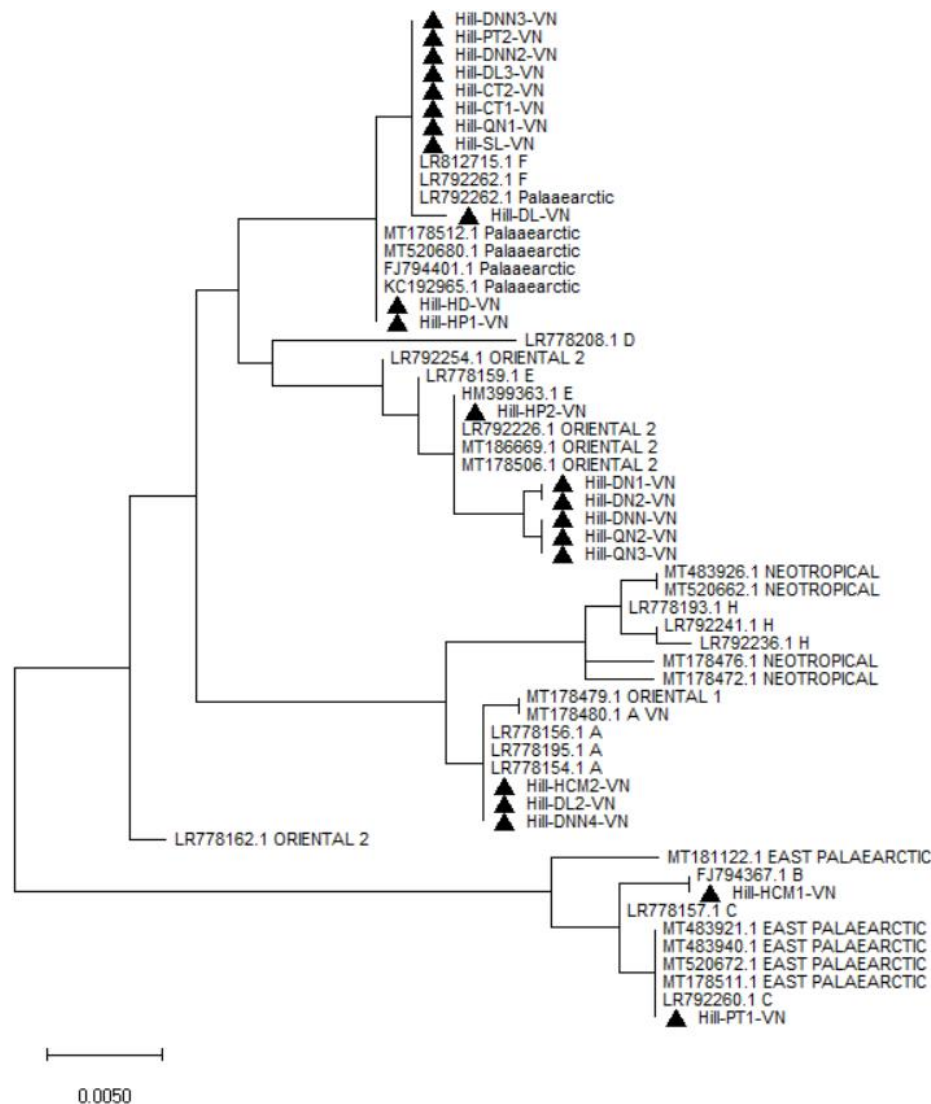 Hill-DNN3-VN
Hill-PT2-VN
Hill-DNN2-VN
Hill-DL3-VN
Hill-CT2-VN
Hill-CT1-VN
Hill-QN1-VN
Hill-SL-VN
LR812715.1 F
LR792262.1 F
LR792262.1 Palaaearctic
Hill-DL-VN
MT178512.1 Palaaearctic
MT520680.1 Palaaearctic
FJ794401.1 Palaaearctic
KC192965.1 Palaaearctic
Hill-HD-VN
Hill-HP1-VN
LR778208.1 D
LR792254.1 ORIENTAL 2
LR778159.1 E
HM399363.1 E
Hill-HP2-VN
LR792226.1 ORIENTAL 2
MT186669.1 ORIENTAL 2
MT178506.1 ORIENTAL 2
Hill-DN1-VN
Hill-DN2-VN
Hill-DNN-VN
Hill-QN2-VN
Hill-QN3-VN
MT483926.1 NEOTROPICAL
MT520662.1 NEOTROPICAL
LR778193.1 H
LR792241.1 H
LR792236.1 H
MT178476.1 NEOTROPICAL
MT178472.1 NEOTROPICAL
MT178479.1 ORIENTAL 1
MT178480.1 A VN
LR778156.1 A
LR778195.1 A
LR778154.1 A
Hill-HCM2-VN
Hill-DL2-VN
Hill-DNN4-VN
LR778162.1 ORIENTAL 2
MT181122.1 EAST PALAEARCTIC
FJ794367.1 B
Hill-HCM1-VN
LR778157.1 C
MT483921.1 EAST PALAEARCTIC
MT483940.1 EAST PALAEARCTIC
MT520672.1 EAST PALAEARCTIC
MT178511.1 EAST PALAEARCTIC
LR792260.1 C
Hill-PT1-VN
0.0050